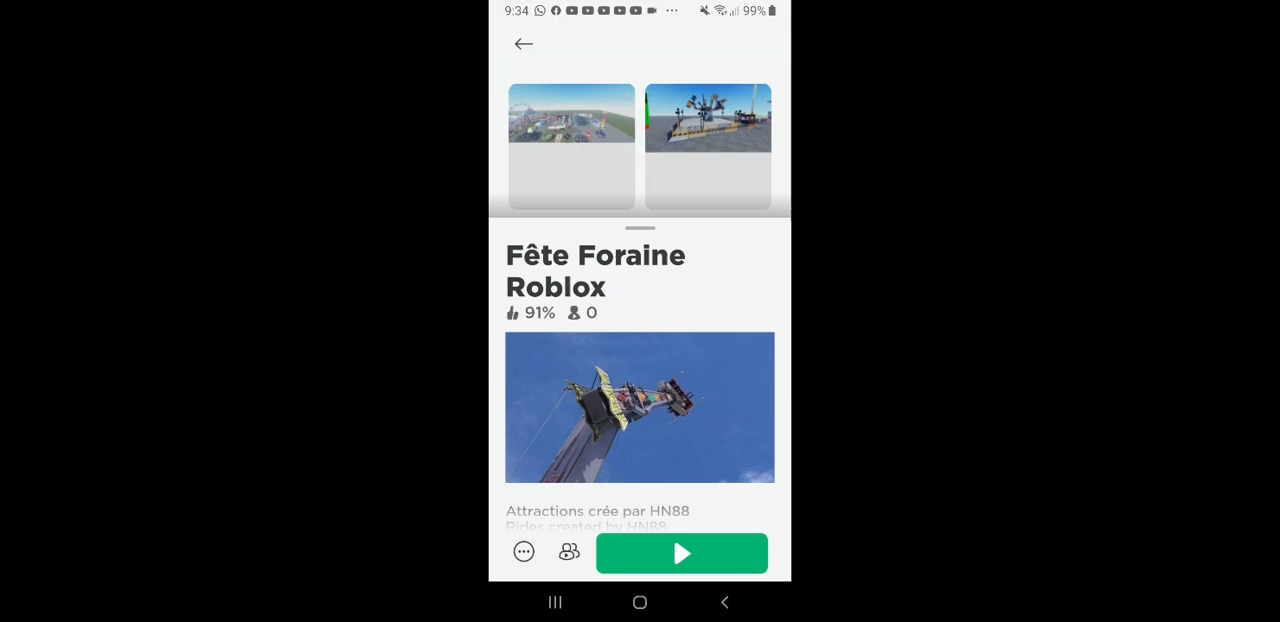 9:34 99%
Fête Foraine
Roblox
91% 0
Attractions crée par HN88
Rides created by HN88